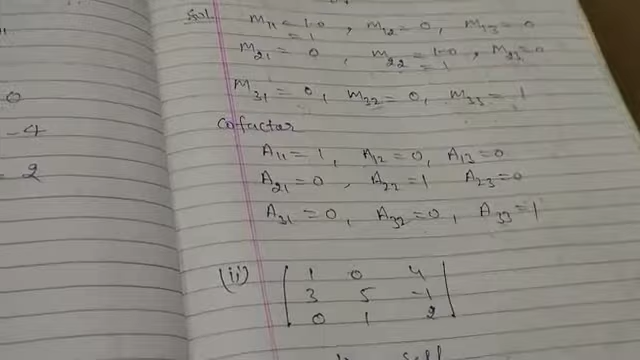 0
-4
= 2
Sol. M₁₁ = 1-0 , M₁₂ = 0, M₁₃ = 0
= 1
M₂₁ = 0 , M₂₂ = 1-0 , M₂₃ = 0
= 1
M₃₁ = 0, M₃₂ = 0, M₃₃ = 1
Cofactor
A₁₁ = 1, A₁₂ = 0, A₁₃ = 0
A₂₁ = 0, A₂₂ = 1 A₂₃ = 0
A₃₁ = 0, A₃₂ = 0, A₃₃ = 1
(ii) | 1 0 4 |
| 3 5 -1 |
| 0 1 2 |